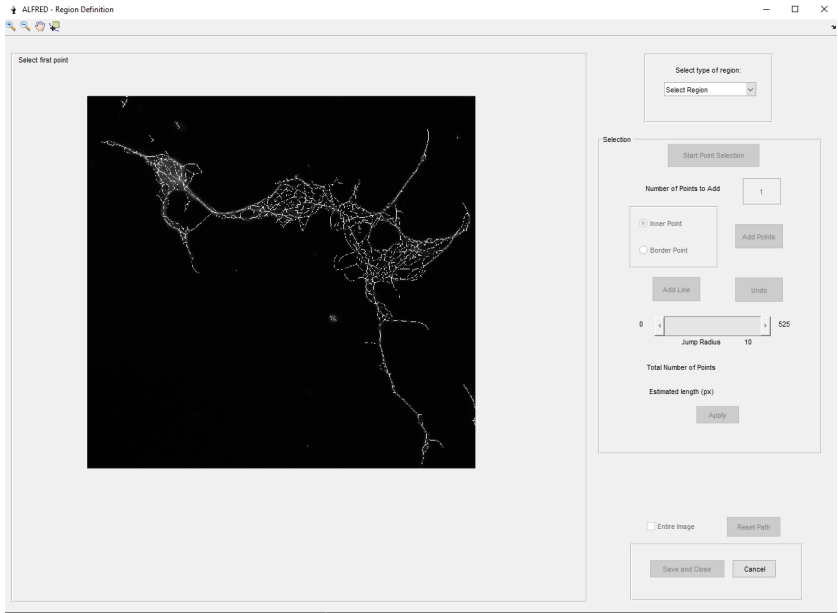 ALFRED - Region Definition
Select first point
Select type of region:
Select Region
Selection
Start Point Selection
Number of Points to Add
1
Inner Point
Border Point
Add Points
Add Line
Undo
0
525
Jump Radius 10
Total Number of Points
Estimated length (px)
Apply
Entire Image
Reset Path
Save and Close
Cancel